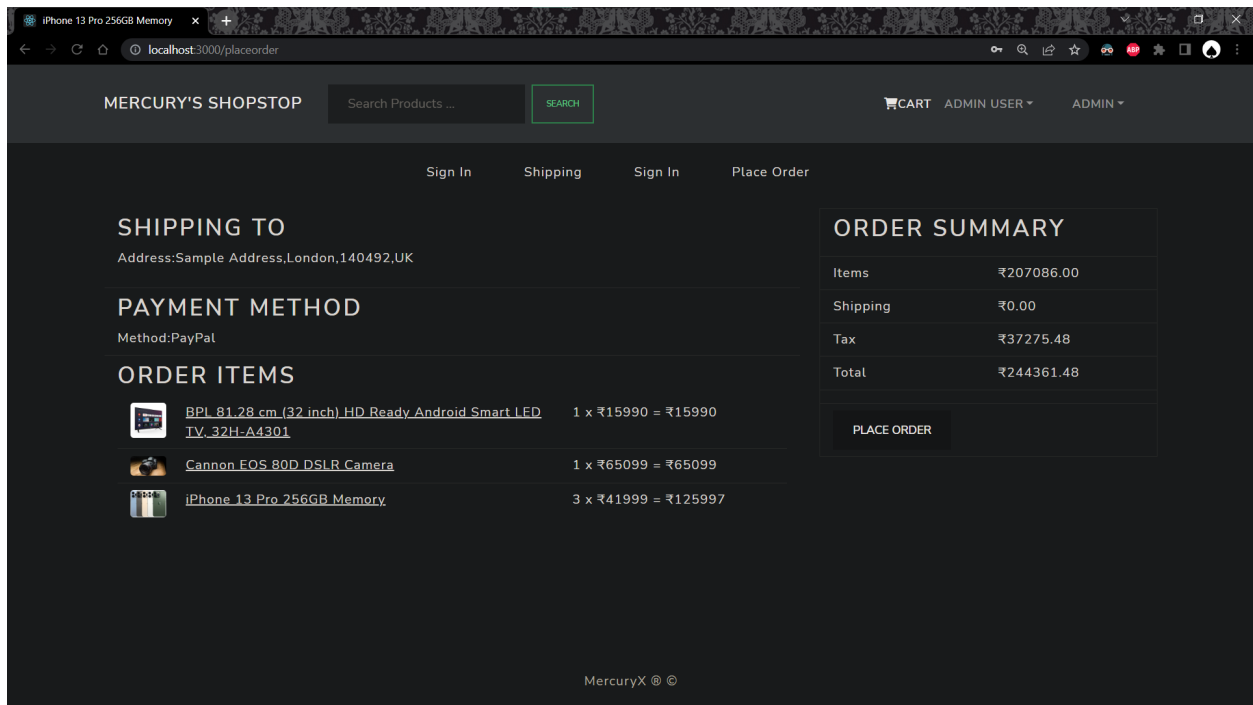 iPhone 13 Pro 256GB Memory
localhost:3000/placeorder
ABP
MERCURY'S SHOPSTOP
Search Products ...
SEARCH
CART
ADMIN USER
ADMIN
Sign In Shipping Sign In Place Order
SHIPPING TO
Address:Sample Address,London,140492,UK
PAYMENT METHOD
Method:PayPal
ORDER ITEMS
BPL 81.28 cm (32 inch) HD Ready Android Smart LED
TV, 32H-A4301
1 x ₹15990 = ₹15990
Cannon EOS 80D DSLR Camera
1 x ₹65099 = ₹65099
iPhone 13 Pro 256GB Memory
3 x ₹41999 = ₹125997
ORDER SUMMARY
Items ₹207086.00
Shipping ₹0.00
Tax ₹37275.48
Total ₹244361.48
PLACE ORDER
MercuryX ® ©